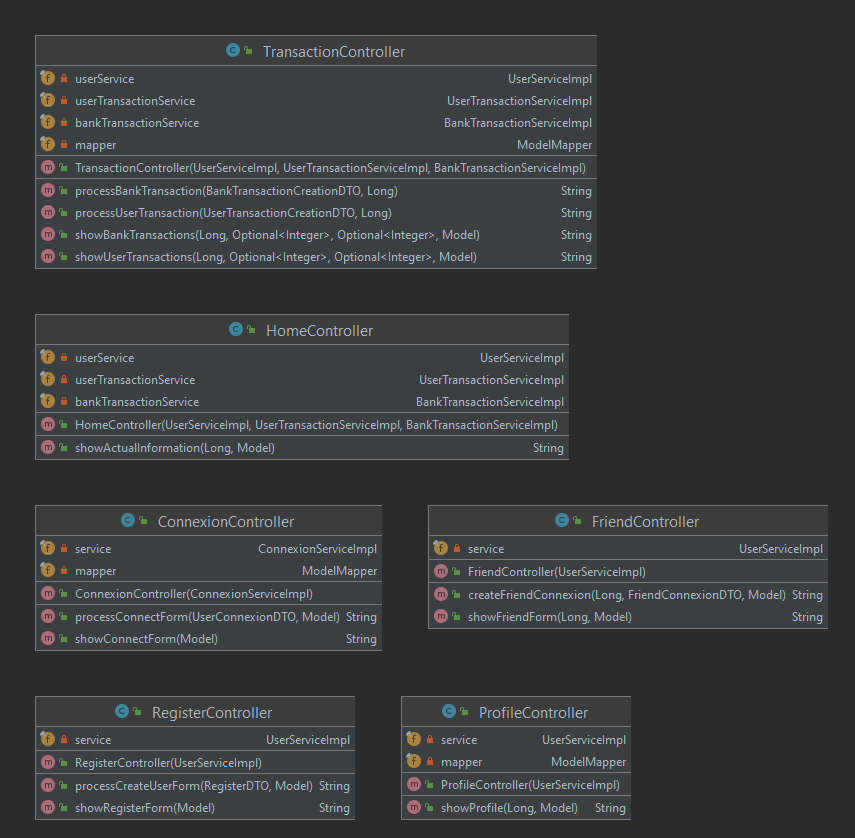 TransactionController
userService UserServiceImpl
userTransactionService UserTransactionServiceImpl
bankTransactionService BankTransactionServiceImpl
mapper ModelMapper
TransactionController(UserServiceImpl, UserTransactionServiceImpl, BankTransactionServiceImpl)
processBankTransaction(BankTransactionCreationDTO, Long) String
processUserTransaction(UserTransactionCreationDTO, Long) String
showBankTransactions(Long, Optional<Integer>, Optional<Integer>, Model) String
showUserTransactions(Long, Optional<Integer>, Optional<Integer>, Model) String
HomeController
userService UserServiceImpl
userTransactionService UserTransactionServiceImpl
bankTransactionService BankTransactionServiceImpl
HomeController(UserServiceImpl, UserTransactionServiceImpl, BankTransactionServiceImpl)
showActualInformation(Long, Model) String
ConnexionController
service ConnexionServiceImpl
mapper ModelMapper
ConnexionController(ConnexionServiceImpl)
processConnectForm(UserConnexionDTO, Model) String
showConnectForm(Model) String
FriendController
service UserServiceImpl
FriendController(UserServiceImpl)
createFriendConnexion(Long, FriendConnexionDTO, Model) String
showFriendForm(Long, Model) String
RegisterController
service UserServiceImpl
RegisterController(UserServiceImpl)
processCreateUserForm(RegisterDTO, Model) String
showRegisterForm(Model) String
ProfileController
service UserServiceImpl
mapper ModelMapper
ProfileController(UserServiceImpl)
showProfile(Long, Model) String